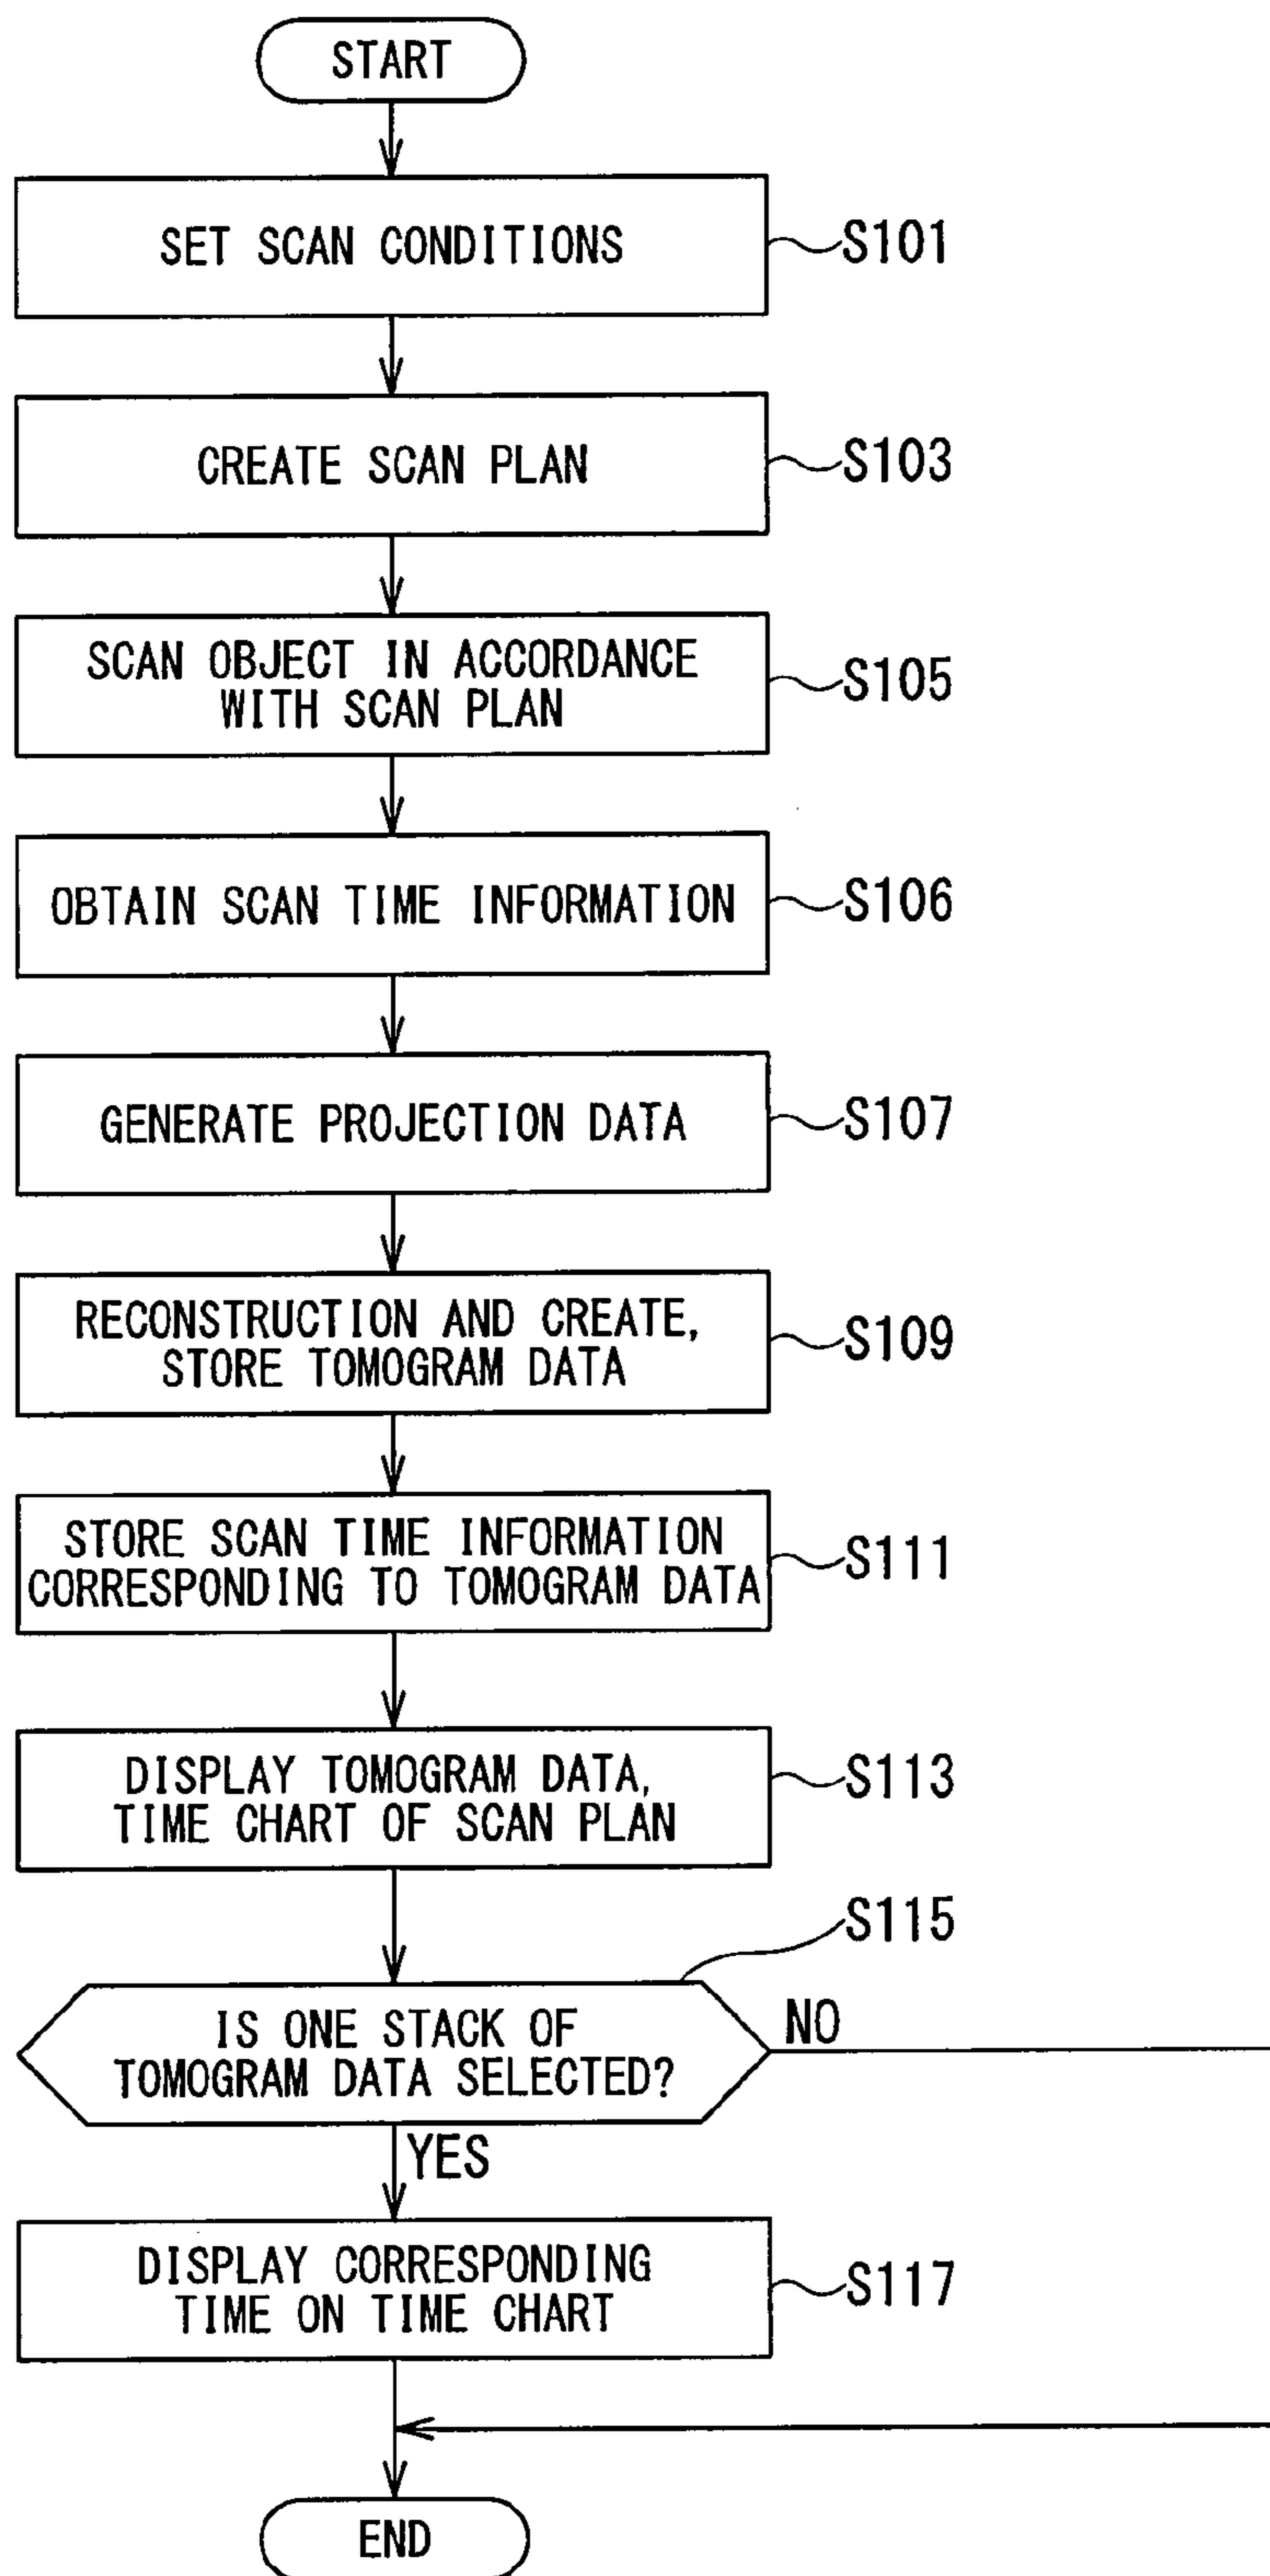 START
SET SCAN CONDITIONS
S101
CREATE SCAN PLAN
S103
SCAN OBJECT IN ACCORDANCE
WITH SCAN PLAN
S105
OBTAIN SCAN TIME INFORMATION
S106
GENERATE PROJECTION DATA
S107
RECONSTRUCTION AND CREATE,
STORE TOMOGRAM DATA
S109
STORE SCAN TIME INFORMATION
CORRESPONDING TO TOMOGRAM DATA
S111
DISPLAY TOMOGRAM DATA,
TIME CHART OF SCAN PLAN
S113
S115
IS ONE STACK OF
TOMOGRAM DATA SELECTED?
NO
YES
DISPLAY CORRESPONDING
TIME ON TIME CHART
S117
END